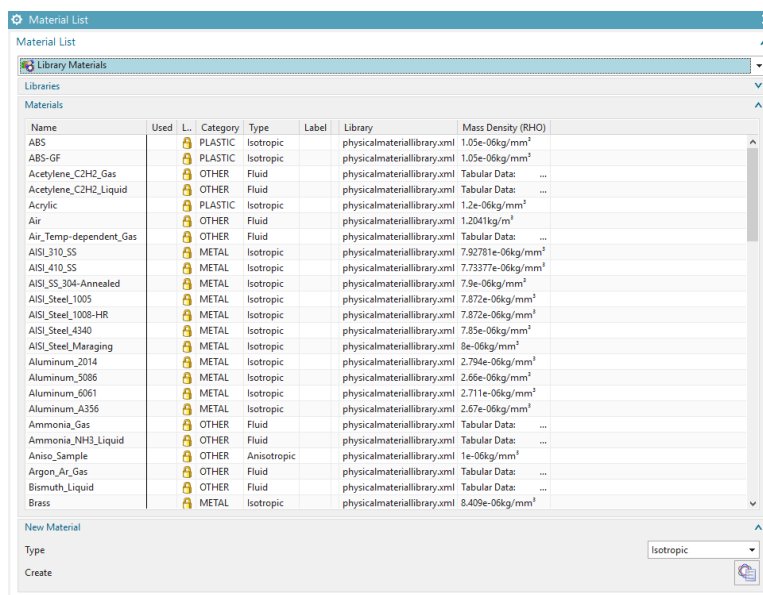 Material List
Material List
Library Materials
Libraries
Materials
Name Used L.. Category Type Label Library Mass Density (RHO)
ABS PLASTIC Isotropic physicalmateriallibrary.xml 1.05e-06kg/mm³
ABS-GF PLASTIC Isotropic physicalmateriallibrary.xml 1.05e-06kg/mm³
Acetylene_C2H2_Gas OTHER Fluid physicalmateriallibrary.xml Tabular Data: ...
Acetylene_C2H2_Liquid OTHER Fluid physicalmateriallibrary.xml Tabular Data: ...
Acrylic PLASTIC Isotropic physicalmateriallibrary.xml 1.2e-06kg/mm³
Air OTHER Fluid physicalmateriallibrary.xml 1.2041kg/m³
Air_Temp-dependent_Gas OTHER Fluid physicalmateriallibrary.xml Tabular Data: ...
AISI_310_SS METAL Isotropic physicalmateriallibrary.xml 7.92781e-06kg/mm³
AISI_410_SS METAL Isotropic physicalmateriallibrary.xml 7.73377e-06kg/mm³
AISI_SS_304-Annealed METAL Isotropic physicalmateriallibrary.xml 7.9e-06kg/mm³
AISI_Steel_1005 METAL Isotropic physicalmateriallibrary.xml 7.872e-06kg/mm³
AISI_Steel_1008-HR METAL Isotropic physicalmateriallibrary.xml 7.872e-06kg/mm³
AISI_Steel_4340 METAL Isotropic physicalmateriallibrary.xml 7.85e-06kg/mm³
AISI_Steel_Maraging METAL Isotropic physicalmateriallibrary.xml 8e-06kg/mm³
Aluminum_2014 METAL Isotropic physicalmateriallibrary.xml 2.794e-06kg/mm³
Aluminum_5086 METAL Isotropic physicalmateriallibrary.xml 2.66e-06kg/mm³
Aluminum_6061 METAL Isotropic physicalmateriallibrary.xml 2.711e-06kg/mm³
Aluminum_A356 METAL Isotropic physicalmateriallibrary.xml 2.67e-06kg/mm³
Ammonia_Gas OTHER Fluid physicalmateriallibrary.xml Tabular Data: ...
Ammonia_NH3_Liquid OTHER Fluid physicalmateriallibrary.xml Tabular Data: ...
Aniso_Sample OTHER Anisotropic physicalmateriallibrary.xml 1e-06kg/mm³
Argon_Ar_Gas OTHER Fluid physicalmateriallibrary.xml Tabular Data: ...
Bismuth_Liquid OTHER Fluid physicalmateriallibrary.xml Tabular Data: ...
Brass METAL Isotropic physicalmateriallibrary.xml 8.409e-06kg/mm³
New Material
Type Isotropic
Create